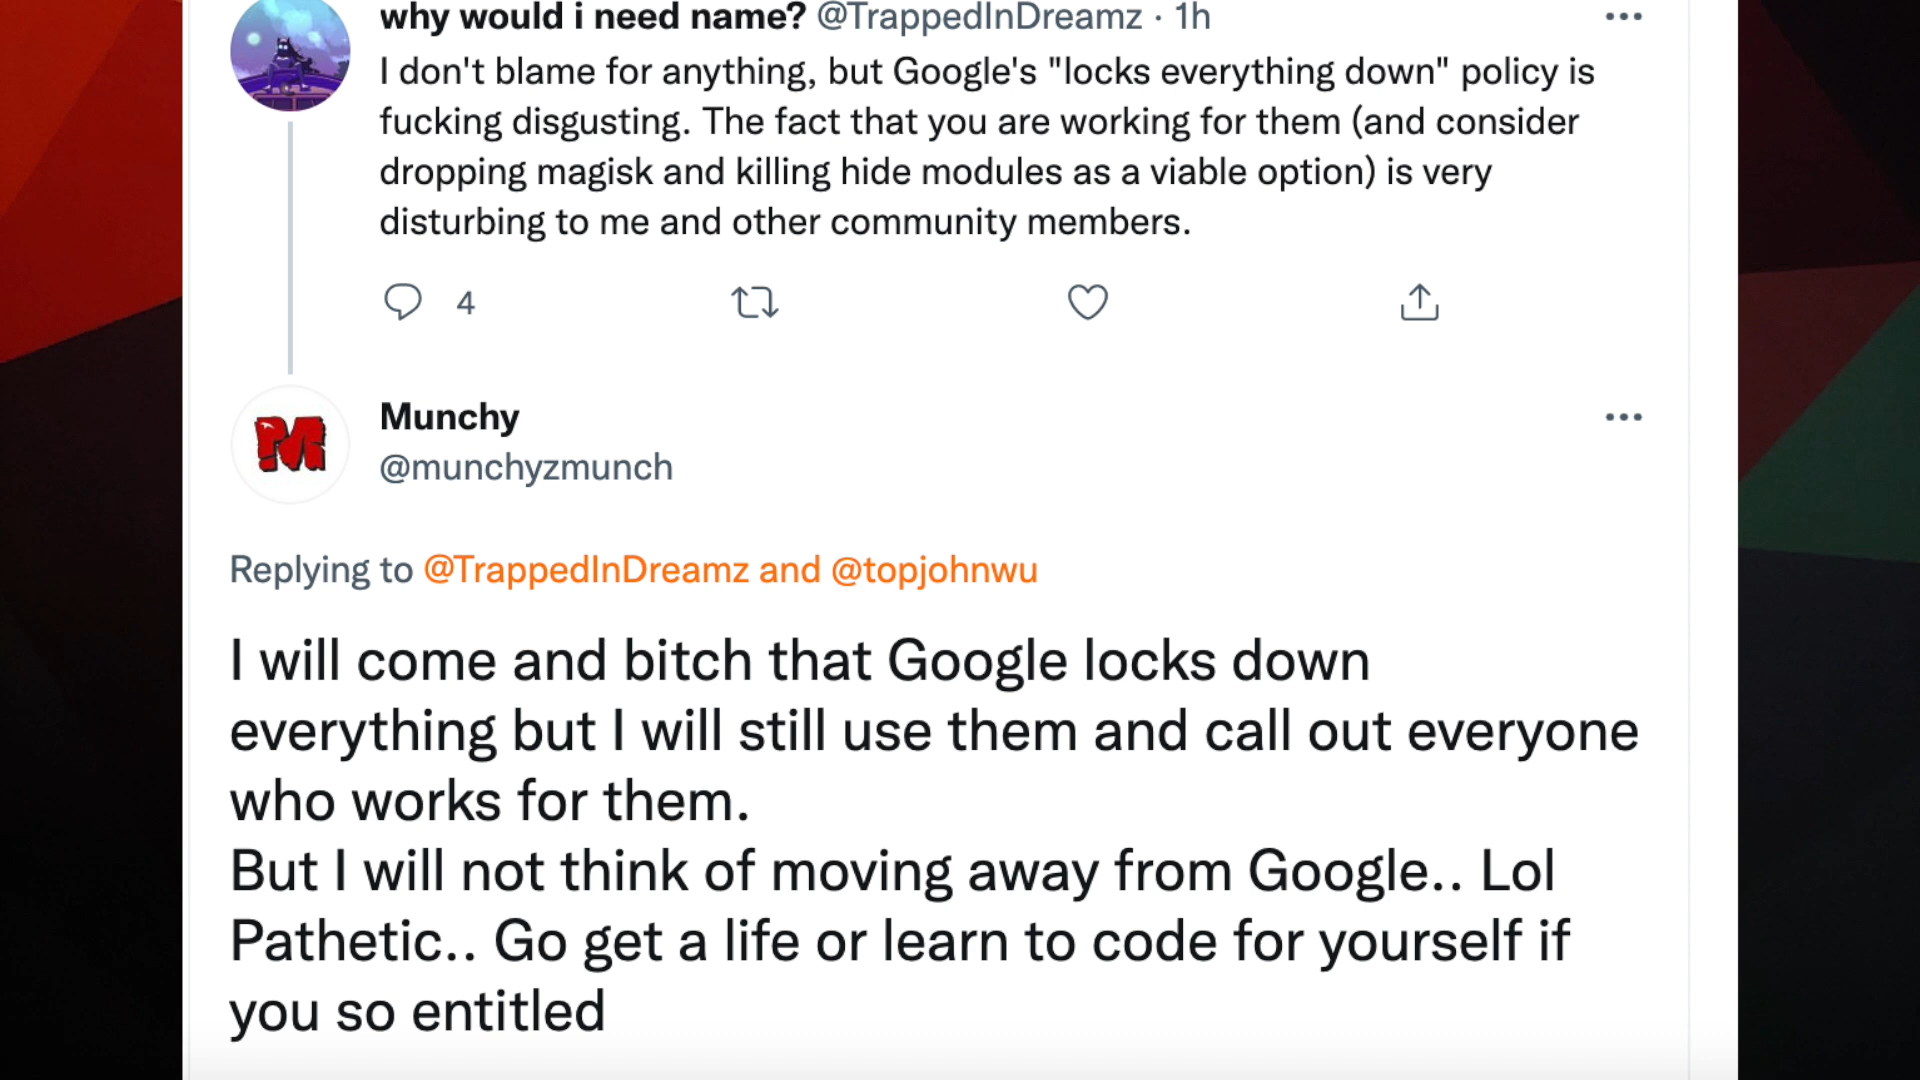 why would i need name? @TrappedInDreamz · 1h
I don't blame for anything, but Google's "locks everything down" policy is
fucking disgusting. The fact that you are working for them (and consider
dropping magisk and killing hide modules as a viable option) is very
disturbing to me and other community members.
4
Munchy
@munchyzmunch
Replying to @TrappedInDreamz and @topjohnwu
I will come and bitch that Google locks down
everything but I will still use them and call out everyone
who works for them.
But I will not think of moving away from Google.. Lol
Pathetic.. Go get a life or learn to code for yourself if
you so entitled